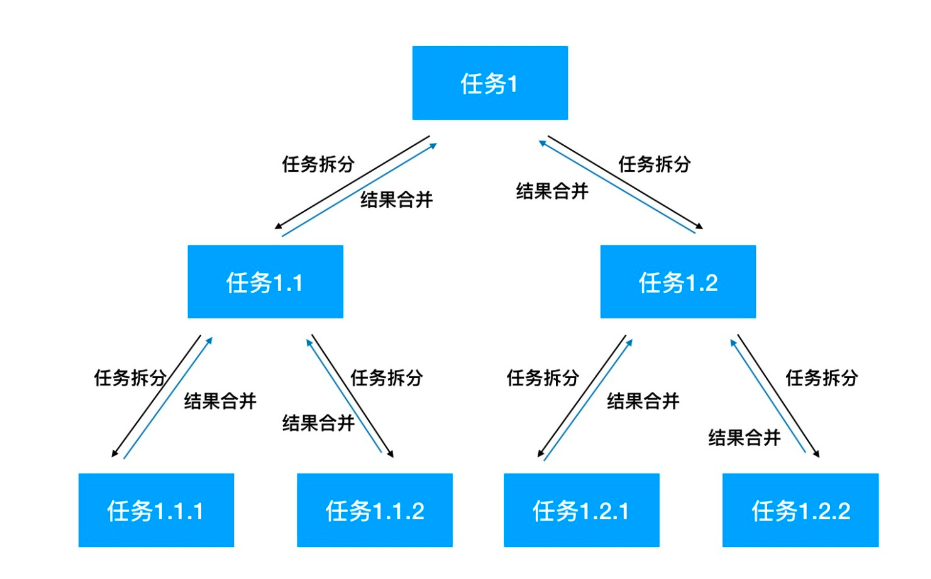 任务1
任务拆分
任务拆分
结果合并
结果合并
任务1.1
任务1.2
任务拆分
任务拆分
任务拆分
任务拆分
结果合并
结果合并
结果合并
结果合并
任务1.1.1
任务1.1.2
任务1.2.1
任务1.2.2